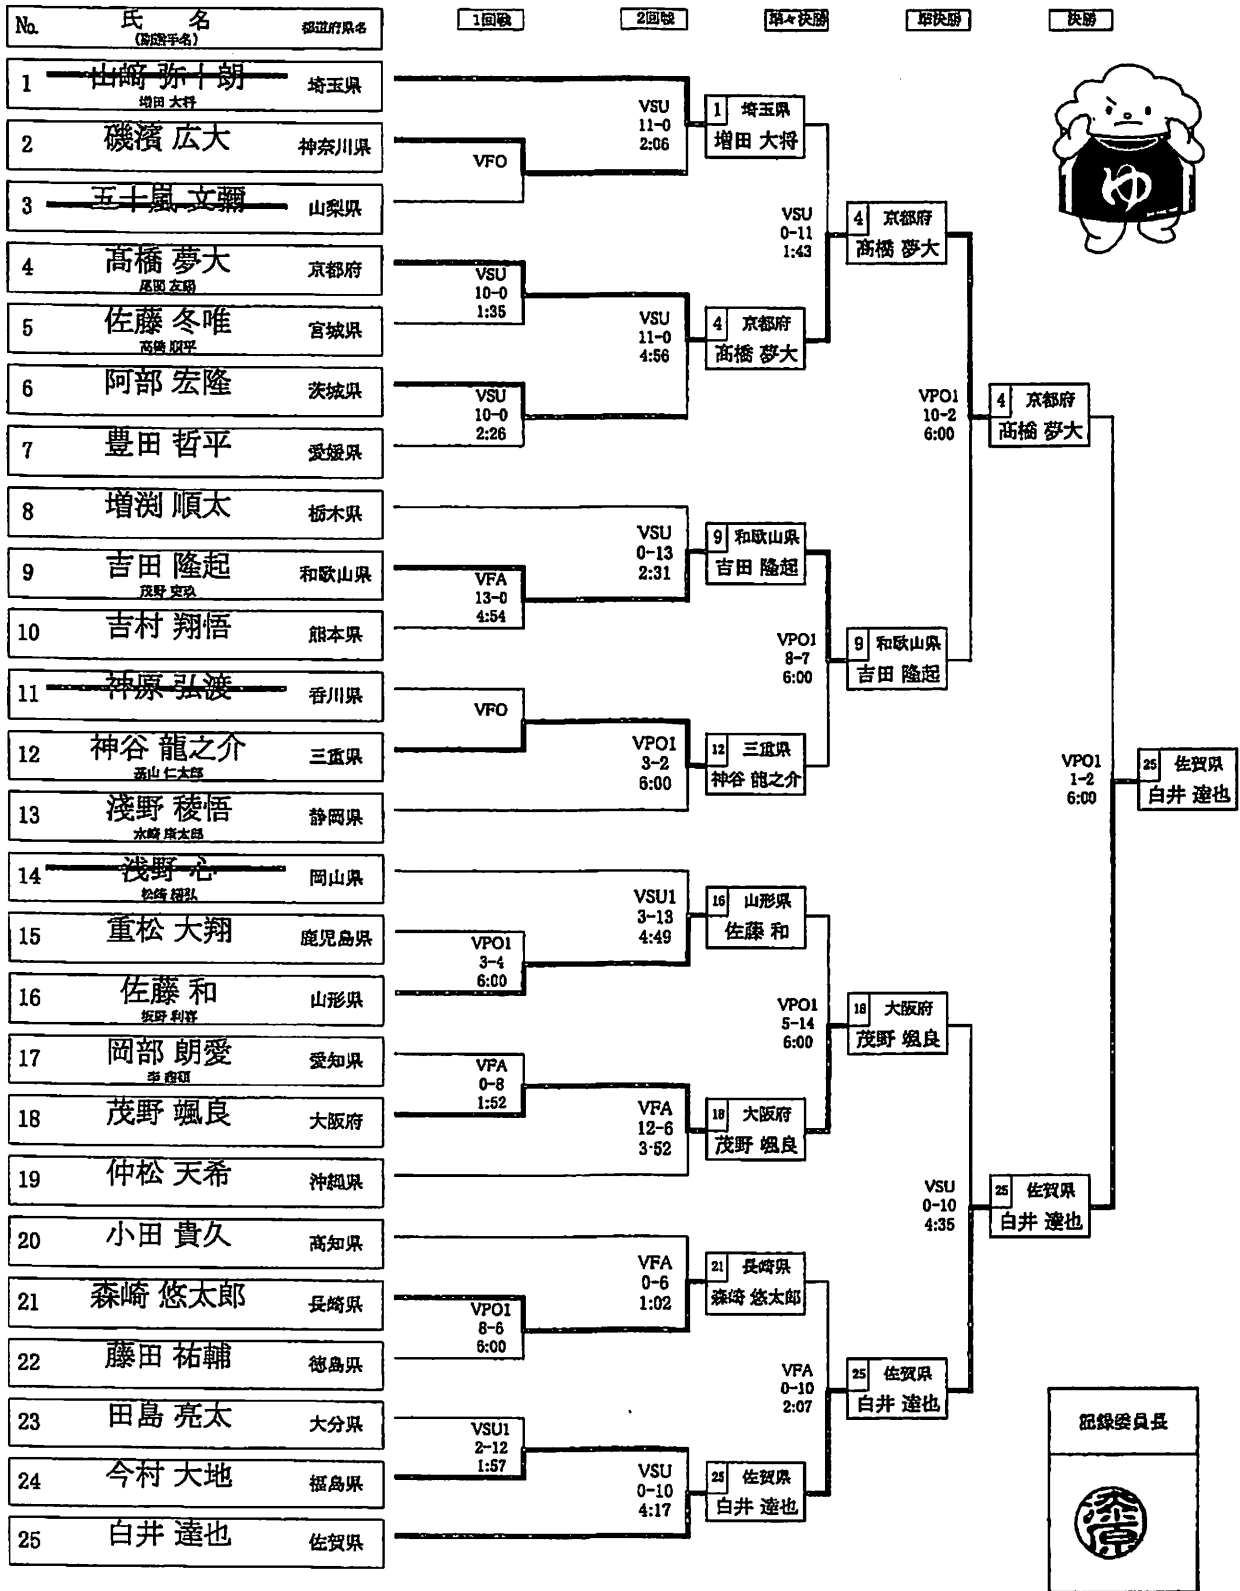 No. 氏 名 都道府県名 1回戦 2回戦 準々決勝 準決勝 決勝
(副選手名)
1 山﨑 弥十朗 埼玉県
増田 大将
2 磯濱 広大 神奈川県
3 五十嵐 文彌 山梨県
4 髙橋 夢大 京都府
5 佐藤 冬唯 宮城県
高橋 順平
6 阿部 宏隆 茨城県
7 豊田 哲平 愛媛県
8 増渕 順太 栃木県
9 吉田 隆起 和歌山県
10 吉村 翔悟 熊本県
11 神原 弘渡 香川県
12 神谷 龍之介 三重県
13 淺野 稜悟 静岡県
水崎 康太郎
14 浅野 心 岡山県
15 重松 大翔 鹿児島県
16 佐藤 和 山形県
17 岡部 朗愛 愛知県
18 茂野 颯良 大阪府
19 仲松 天希 沖縄県
20 小田 貴久 高知県
21 森崎 悠太郎 長崎県
22 藤田 祐輔 徳島県
23 田島 亮太 大分県
24 今村 大地 福島県
25 白井 達也 佐賀県
VFO
VSU
10-0
1:35
VSU
10-0
2:26
VFA
13-0
4:54
VFO
VPO1
3-4
6:00
VFA
0-8
1:52
VPO1
8-6
6:00
VSU1
2-12
1:57
VSU
11-0
2:06
VSU
11-0
4:56
VSU
0-13
2:31
VPO1
3-2
6:00
VSU1
3-13
4:49
VFA
12-6
3:52
VFA
0-6
1:02
VSU
0-10
4:17
1 埼玉県
増田 大将
4 京都府
髙橋 夢大
9 和歌山県
吉田 隆起
12 三重県
神谷 龍之介
16 山形県
佐藤 和
18 大阪府
茂野 颯良
21 長崎県
森崎 悠太郎
25 佐賀県
白井 達也
VSU
0-11
1:43
VPO1
8-7
6:00
VPO1
5-14
6:00
VFA
0-10
2:07
4 京都府
髙橋 夢大
9 和歌山県
吉田 隆起
18 大阪府
茂野 颯良
25 佐賀県
白井 達也
VPO1
10-2
6:00
VSU
0-10
4:35
4 京都府
髙橋 夢大
25 佐賀県
白井 達也
VPO1
1-2
6:00
25 佐賀県
白井 達也
ゆ
記録委員長
漆原